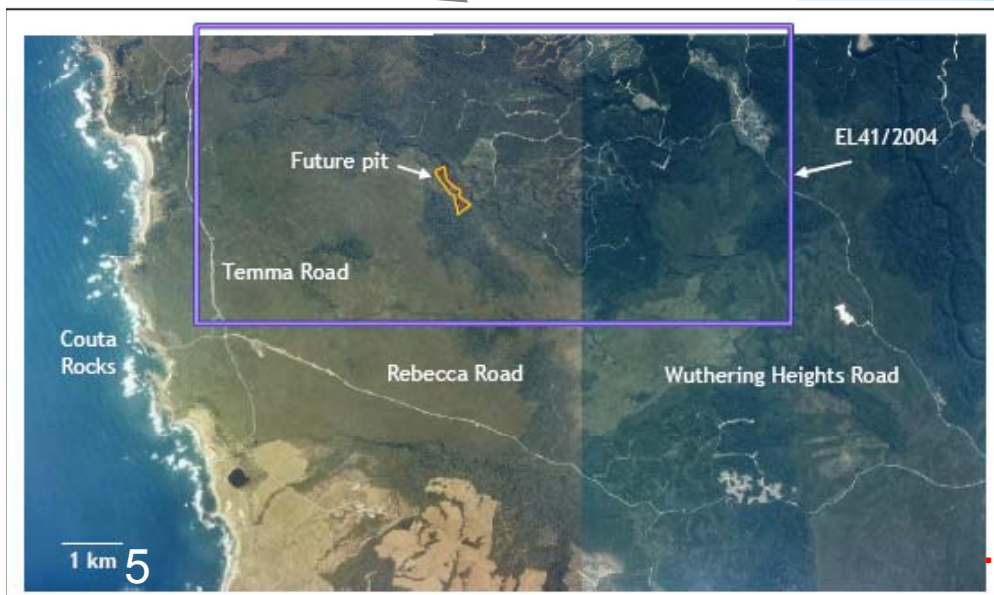 EL41/2004
Future pit
Temma Road
Couta
Rocks
Rebecca Road
Wuthering Heights Road
1 km
5